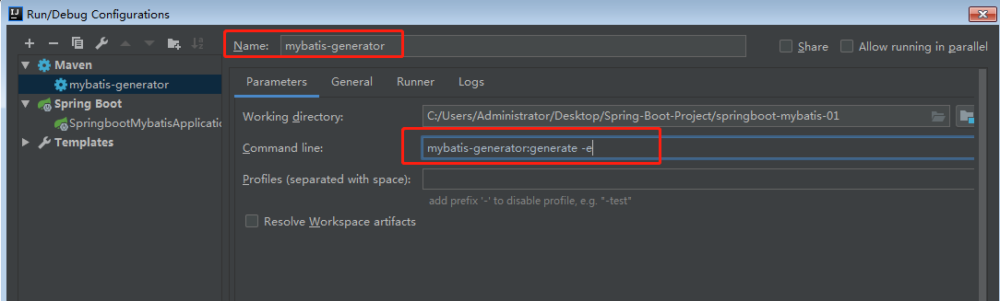 IJ Run/Debug Configurations
Name: mybatis-generator
Share
Allow running in parallel
Maven
mybatis-generator
Spring Boot
SpringbootMybatisApplicatio
Templates
Parameters General Runner Logs
Working directory: C:/Users/Administrator/Desktop/Spring-Boot-Project/springboot-mybatis-01
Command line: mybatis-generator:generate -e
Profiles (separated with space):
add prefix '-' to disable profile, e.g. "-test"
Resolve Workspace artifacts